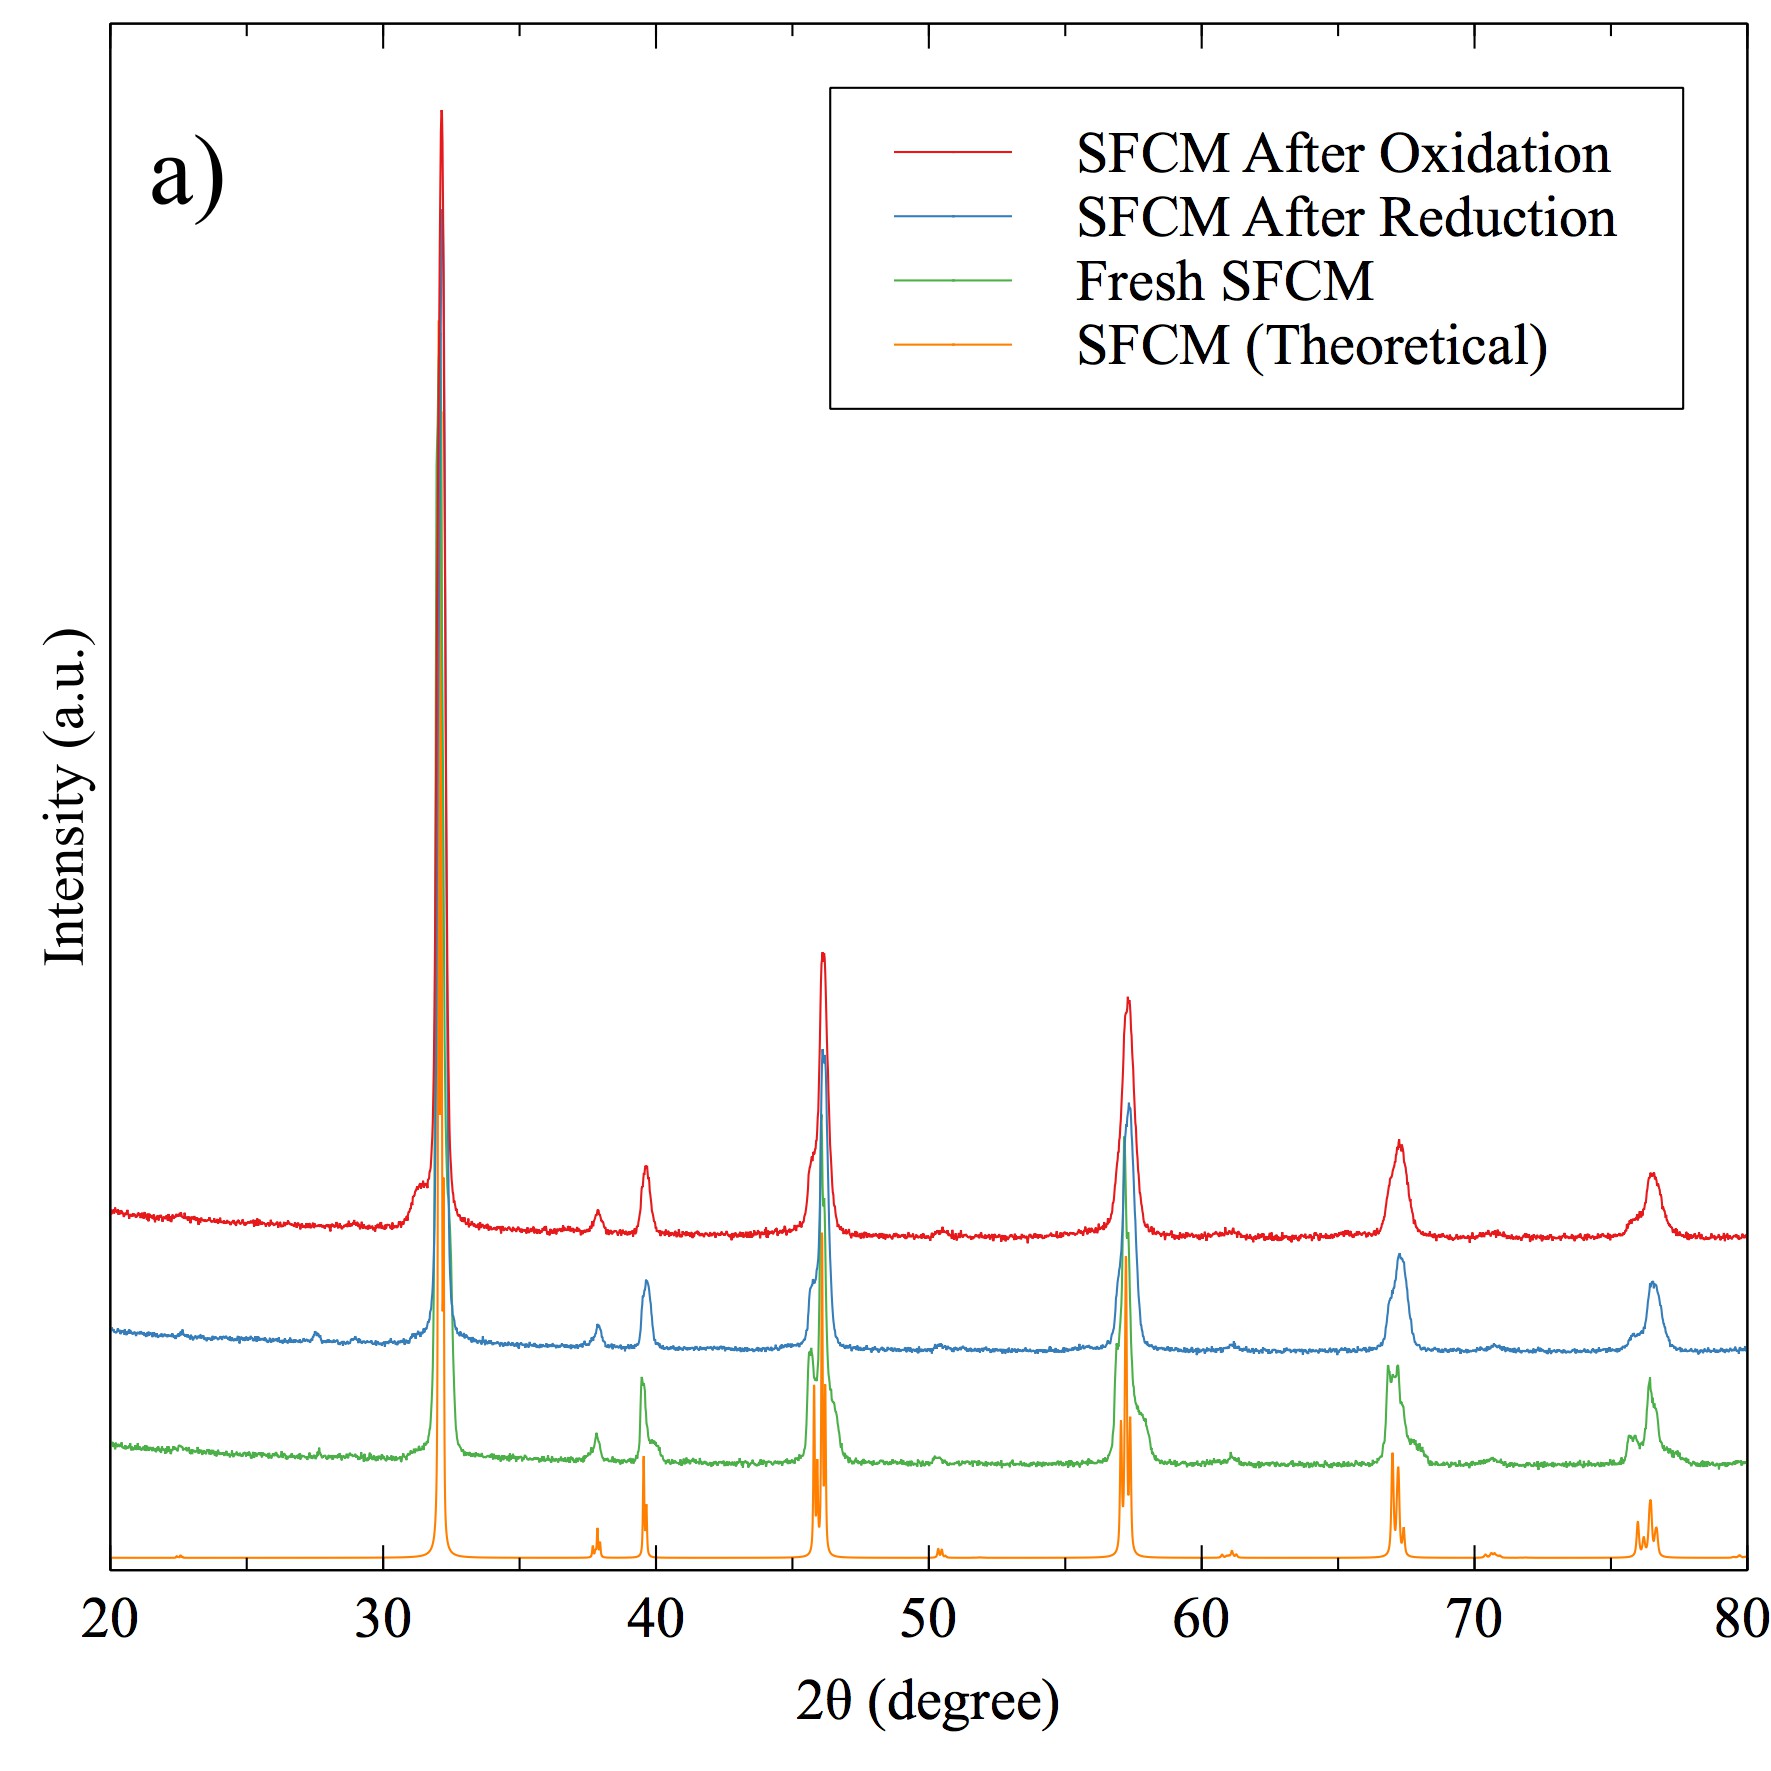 a)
SFCM After Oxidation
SFCM After Reduction
Fresh SFCM
SFCM (Theoretical)
Intensity (a.u.)
20 30 40 50 60 70 80
2θ (degree)